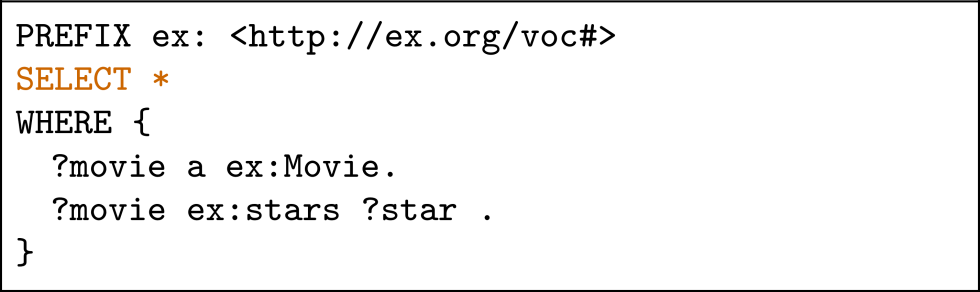 PREFIX ex: <http://ex.org/voc#>
SELECT *
WHERE {
  ?movie a ex:Movie.
  ?movie ex:stars ?star .
}